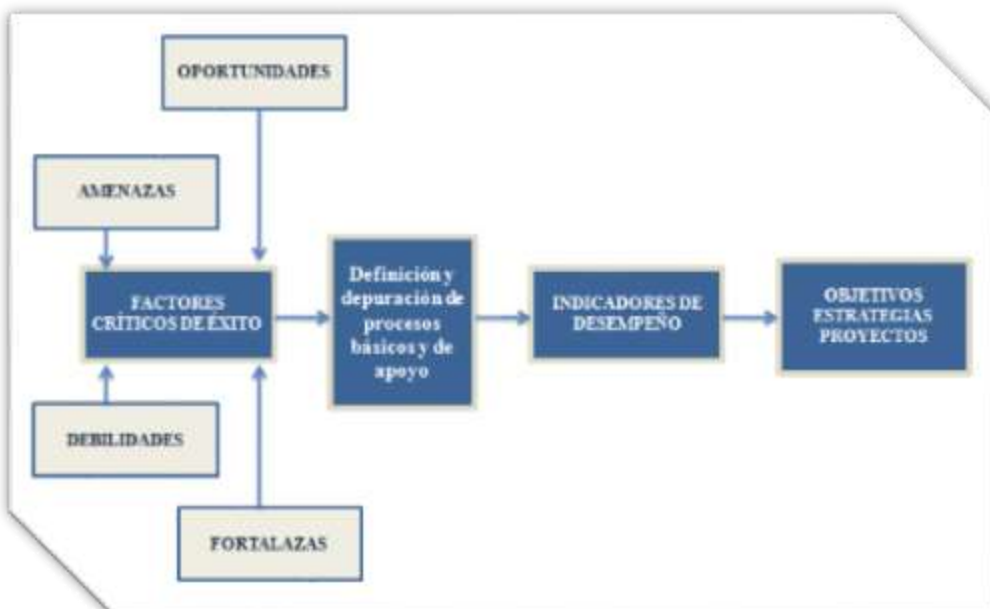 OPORTUNIDADES
AMENAZAS
FACTORES
CRÍTICOS DE ÉXITO
Definición y
depuración de
procesos
básicos y de
apoyo
INDICADORES DE
DESEMPEÑO
OBJETIVOS
ESTRATEGIAS
PROYECTOS
DEBILIDADES
FORTALAZAS